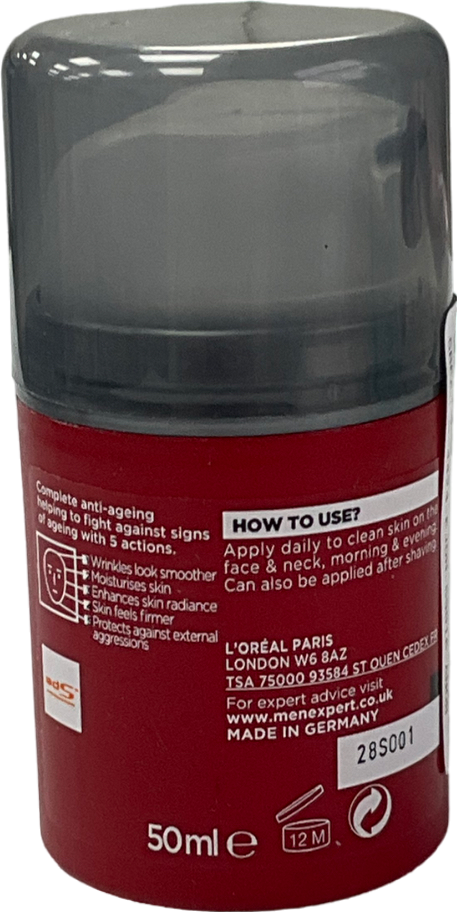 Complete anti-ageing
helping to fight against signs
of ageing with 5 actions.
Wrinkles look smoother
Moisturises skin
Enhances skin radiance
Skin feels firmer
Protects against external
aggressions
HOW TO USE?
Apply daily to clean skin on the
face & neck, morning & evening.
Can also be applied after shaving.
L'ORÉAL PARIS
LONDON W6 8AZ
TSA 75000 93584 ST OUEN CEDEX FR
For expert advice visit
www.menexpert.co.uk
MADE IN GERMANY
28S001
50ml e
12 M